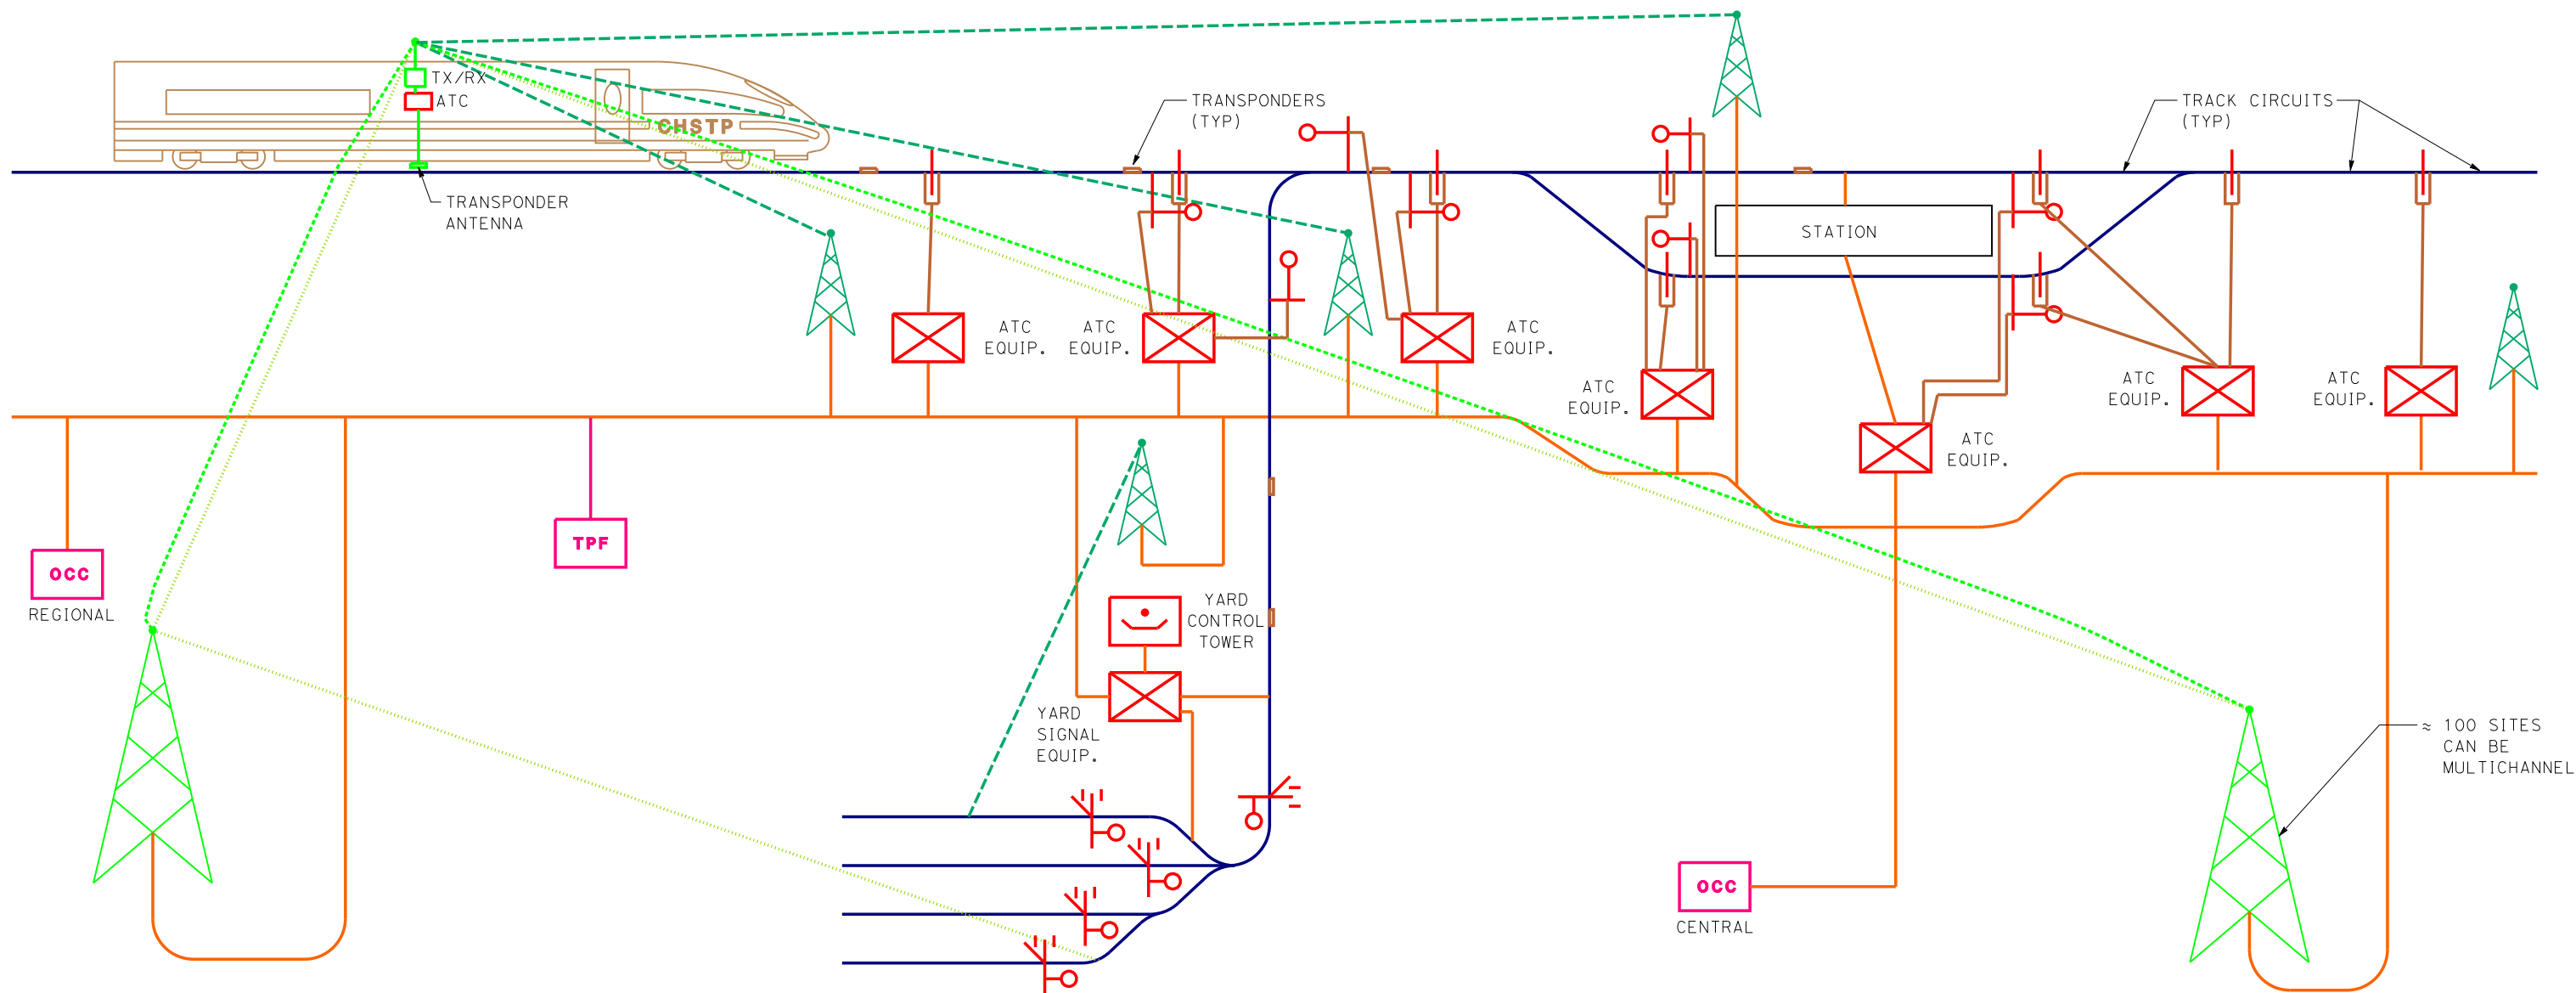 TX/RX
ATC
CHSTP
TRANSPONDER
ANTENNA
TRANSPONDERS
(TYP)
TRACK CIRCUITS
(TYP)
STATION
ATC
EQUIP.
ATC
EQUIP.
ATC
EQUIP.
ATC
EQUIP.
ATC
EQUIP.
ATC
EQUIP.
ATC
EQUIP.
OCC
REGIONAL
TPF
YARD
CONTROL
TOWER
YARD
SIGNAL
EQUIP.
≈ 100 SITES
CAN BE
MULTICHANNEL
OCC
CENTRAL